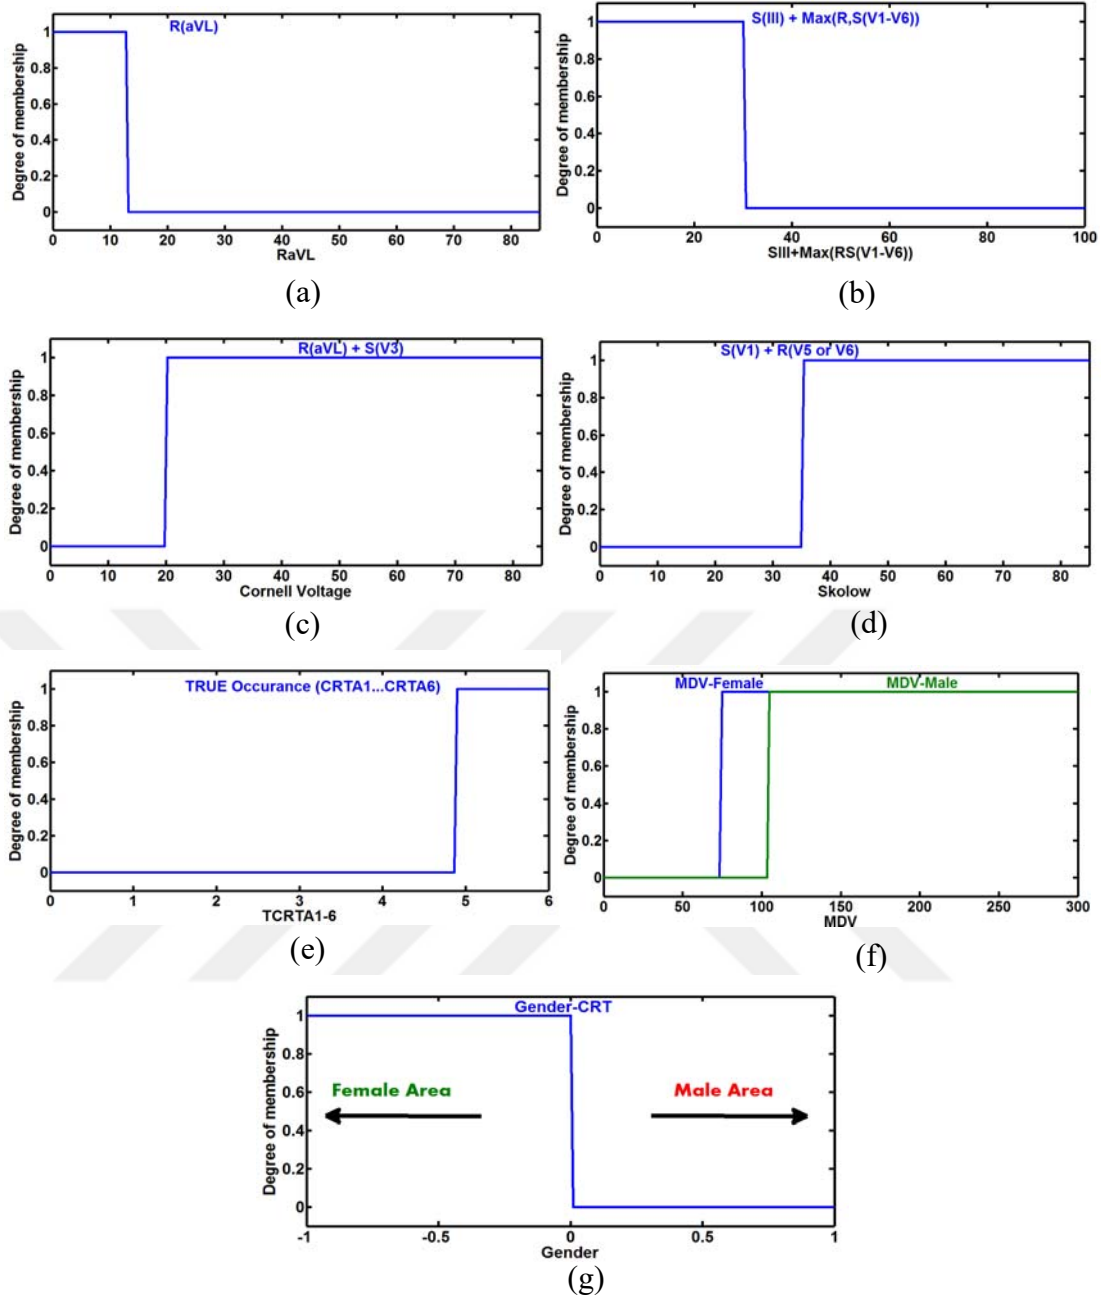 R(aVL)
Degree of membership
1
0.8
0.6
0.4
0.2
0
0 10 20 30 40 50 60 70 80
RaVL
(a)
S(III) + Max(R,S(V1-V6))
Degree of membership
1
0.8
0.6
0.4
0.2
0
0 20 40 60 80 100
SIII+Max(RS(V1-V6))
(b)
R(aVL) + S(V3)
Degree of membership
1
0.8
0.6
0.4
0.2
0
0 10 20 30 40 50 60 70 80
Cornell Voltage
(c)
S(V1) + R(V5 or V6)
Degree of membership
1
0.8
0.6
0.4
0.2
0
0 10 20 30 40 50 60 70 80
Skolow
(d)
TRUE Occurance (CRTA1...CRTA6)
Degree of membership
1
0.8
0.6
0.4
0.2
0
0 1 2 3 4 5 6
TCRTA1-6
(e)
MDV-Female MDV-Male
Degree of membership
1
0.8
0.6
0.4
0.2
0
0 50 100 150 200 250 300
MDV
(f)
Gender-CRT
Degree of membership
1
0.8
0.6
0.4
0.2
0
Female Area Male Area
-1 -0.5 0 0.5 1
Gender
(g)